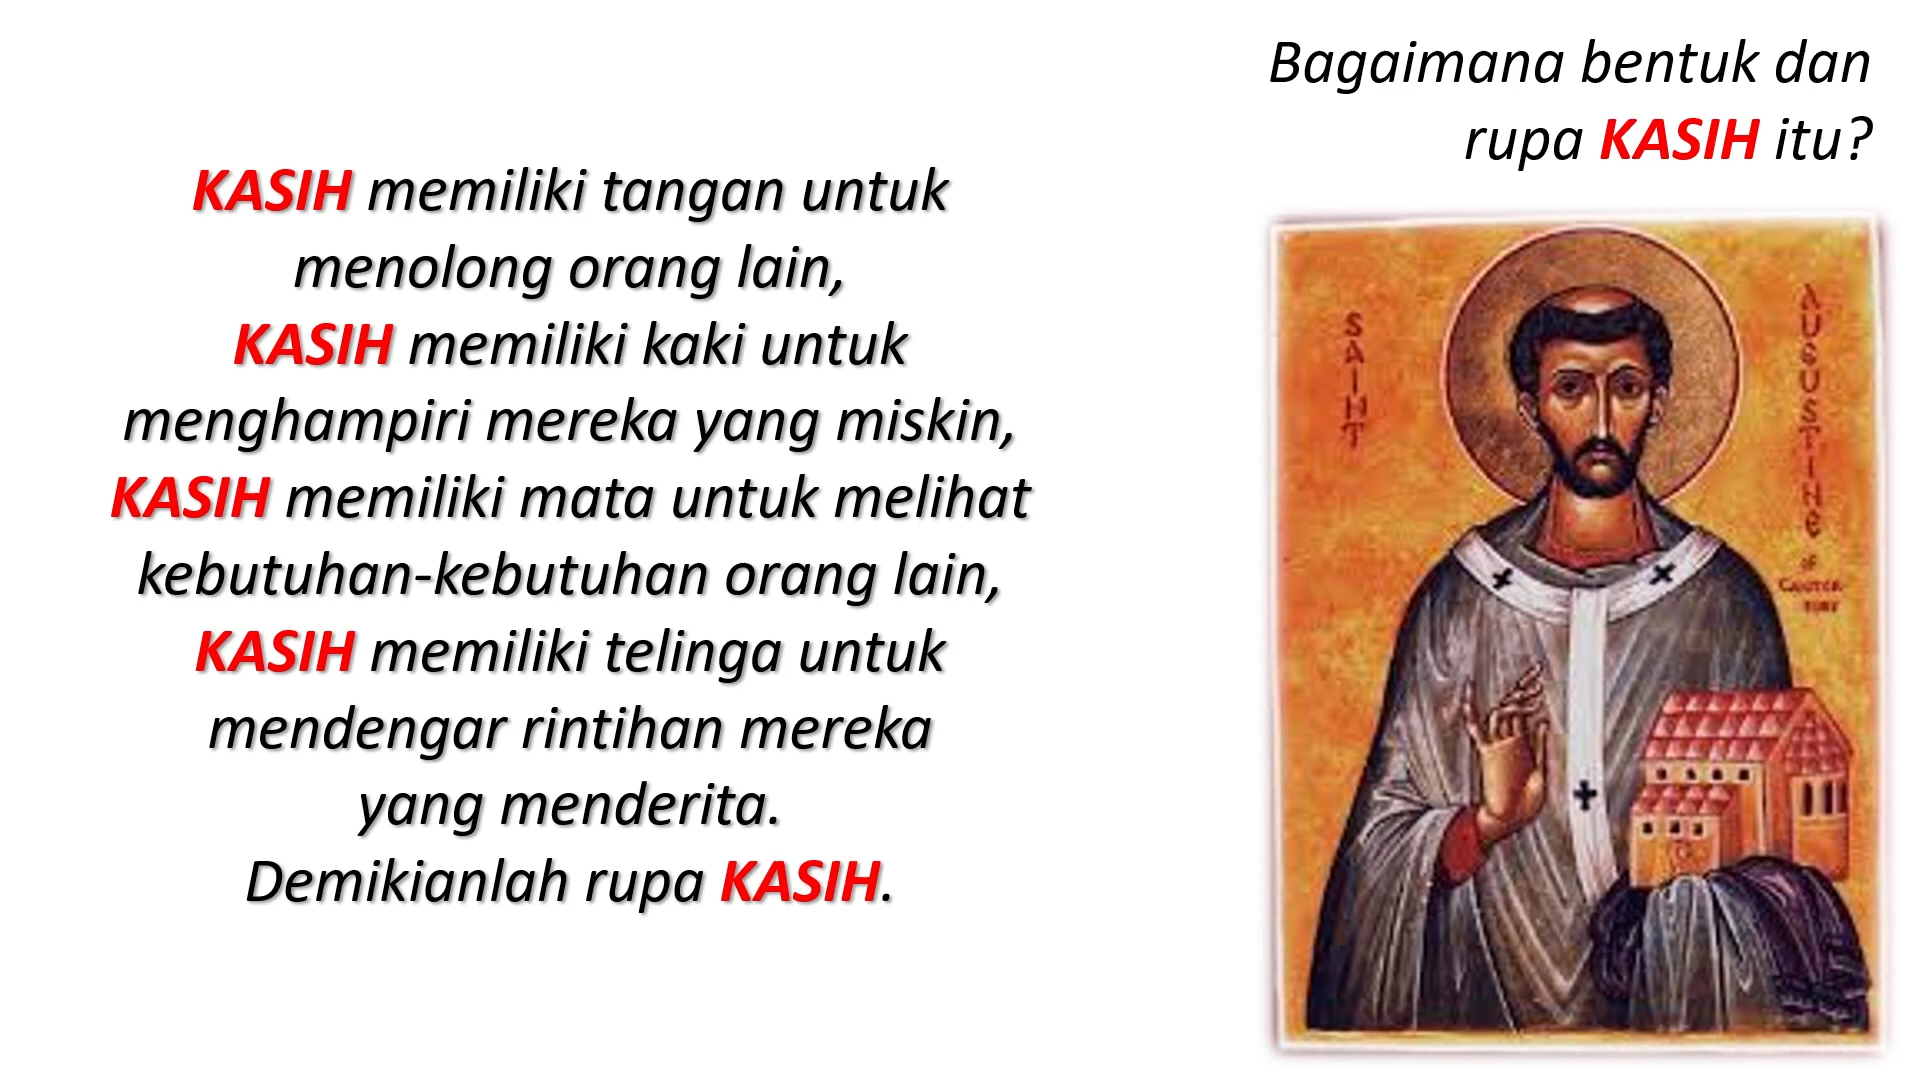 Bagaimana bentuk dan
rupa KASIH itu?
KASIH memiliki tangan untuk
menolong orang lain,
KASIH memiliki kaki untuk
menghampiri mereka yang miskin,
KASIH memiliki mata untuk melihat
kebutuhan-kebutuhan orang lain,
KASIH memiliki telinga untuk
mendengar rintihan mereka
yang menderita.
Demikianlah rupa KASIH.
SAINT
AUGUSTINE
of